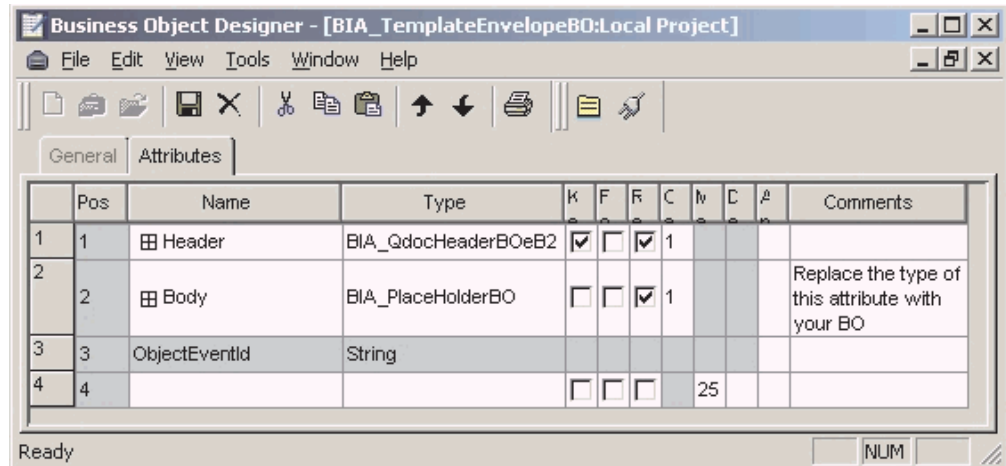 Business Object Designer - [BIA_TemplateEnvelopeBO:Local Project]
File Edit View Tools Window Help
General Attributes
Pos Name Type K F R C M D A Comments
1 1 Header BIA_QdocHeaderBOeB2 1
2 2 Body BIA_PlaceHolderBO 1 Replace the type of
this attribute with
your BO
3 3 ObjectEventId String
4 4 25
Ready NUM